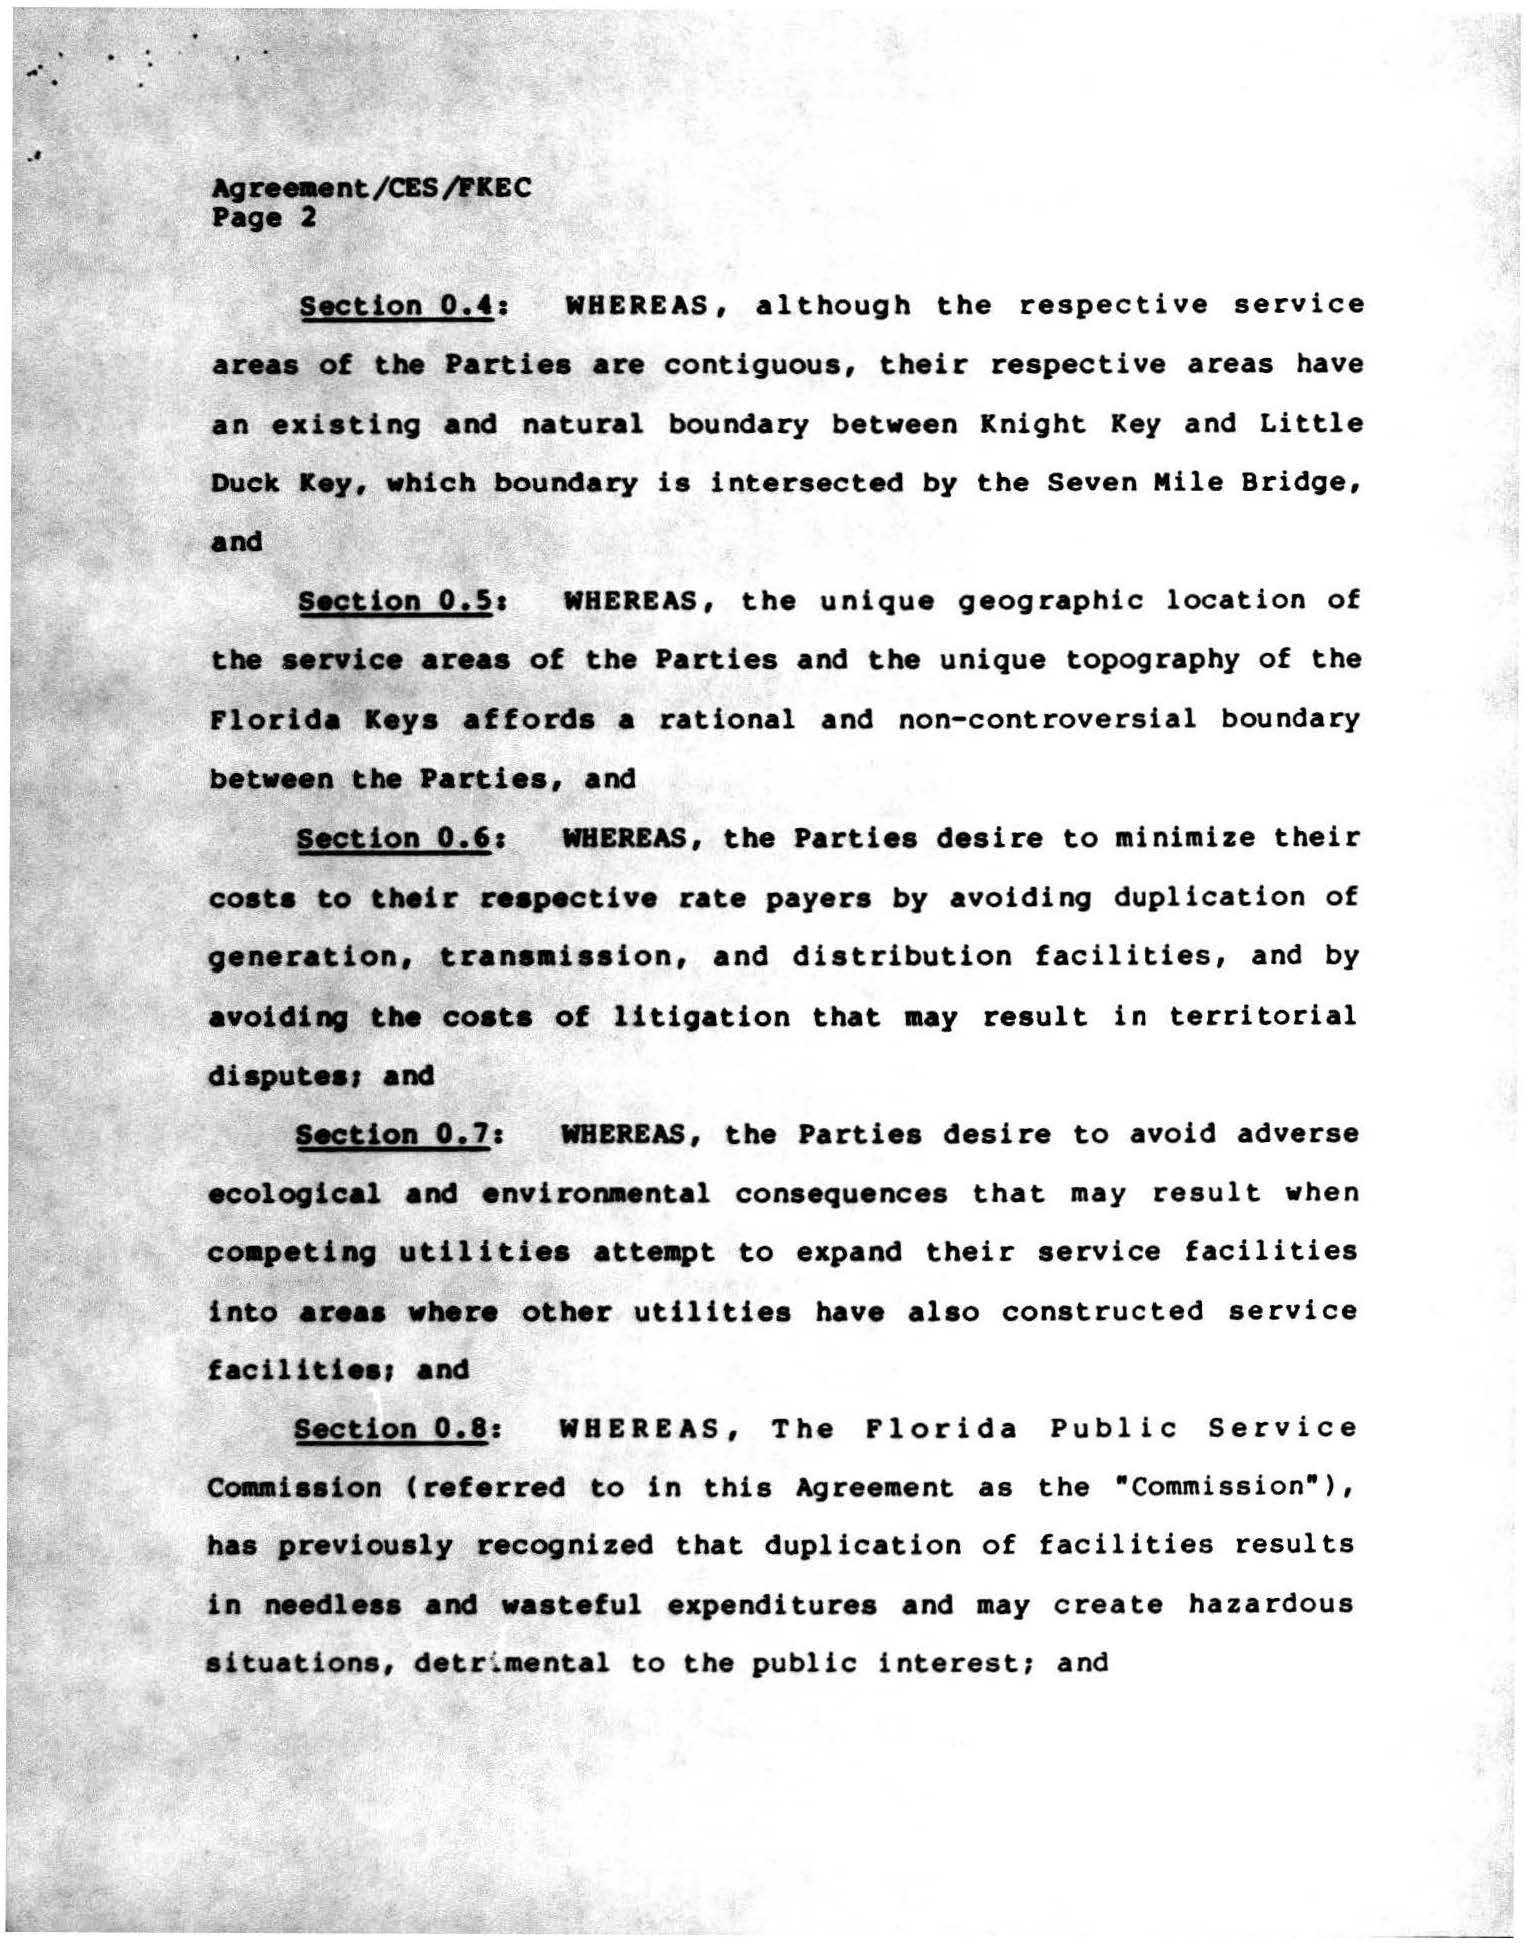 Agreement/CES/FKEC
Page 2
Section 0.4: WHEREAS, although the respective service
areas of the Parties are contiguous, their respective areas have
an existing and natural boundary between Knight Key and Little
Duck Key, which boundary is intersected by the Seven Mile Bridge,
and
Section 0.5: WHEREAS, the unique geographic location of
the service areas of the Parties and the unique topography of the
Florida Keys affords a rational and non-controversial boundary
between the Parties, and
Section 0.6: WHEREAS, the Parties desire to minimize their
costs to their respective rate payers by avoiding duplication of
generation, transmission, and distribution facilities, and by
avoiding the costs of litigation that may result in territorial
disputes; and
Section 0.7: WHEREAS, the Parties desire to avoid adverse
ecological and environmental consequences that may result when
competing utilities attempt to expand their service facilities
into areas where other utilities have also constructed service
facilities; and
Section 0.8: WHEREAS, The Florida Public Service
Commission (referred to in this Agreement as the "Commission"),
has previously recognized that duplication of facilities results
in needless and wasteful expenditures and may create hazardous
situations, detrimental to the public interest; and